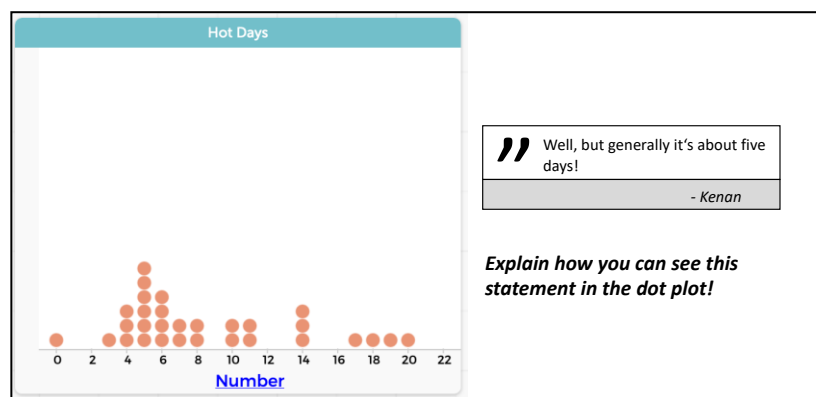 Hot Days
0 2 4 6 8 10 12 14 16 18 20 22
Number
” Well, but generally it‘s about five
days!
- Kenan
Explain how you can see this
statement in the dot plot!